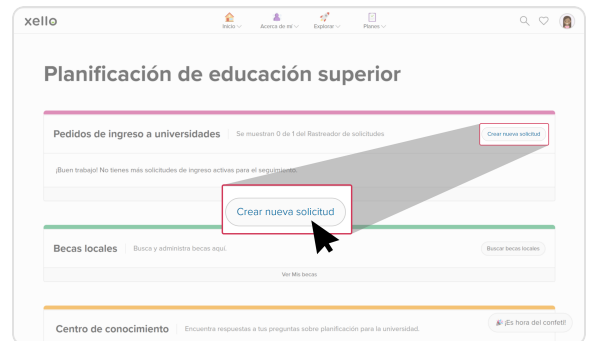 xello
Inicio Acerca de mí Explorar Planes
Planificación de educación superior
Pedidos de ingreso a universidades Se muestran 0 de 1 del Rastreador de solicitudes Crear nueva solicitud
¡Buen trabajo! No tienes más solicitudes de ingreso activas para el seguimiento.
Crear nueva solicitud
Becas locales Busca y administra becas aquí. Buscar becas locales
Ver Mis becas
Centro de conocimiento Encuentra respuestas a tus preguntas sobre planificación para la universidad.
¡Es hora del confeti!